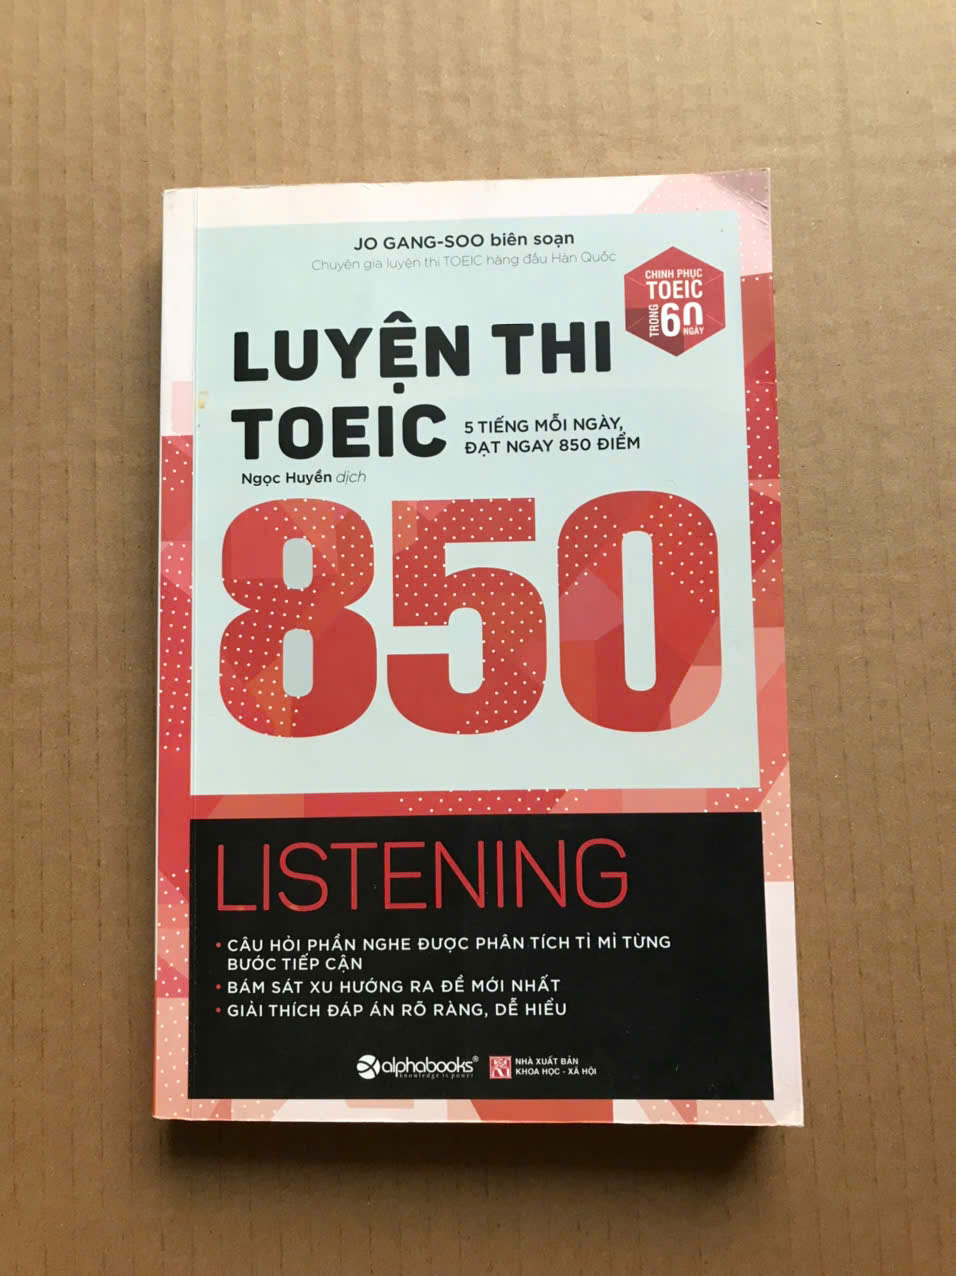 JO GANG-SOO biên soạn
Chuyên gia luyện thi TOEIC hàng đầu Hàn Quốc
CHINH PHỤC
TOEIC
TRONG
60
NGÀY
LUYỆN THI
TOEIC
5 TIẾNG MỖI NGÀY,
ĐẠT NGAY 850 ĐIỂM
Ngọc Huyền dịch
850
LISTENING
• CÂU HỎI PHẦN NGHE ĐƯỢC PHÂN TÍCH TỈ MỈ TỪNG
BƯỚC TIẾP CẬN
• BÁM SÁT XU HƯỚNG RA ĐỀ MỚI NHẤT
• GIẢI THÍCH ĐÁP ÁN RÕ RÀNG, DỄ HIỂU
alphabooks®
knowledge is power
NHÀ XUẤT BẢN
KHOA HỌC - XÃ HỘI